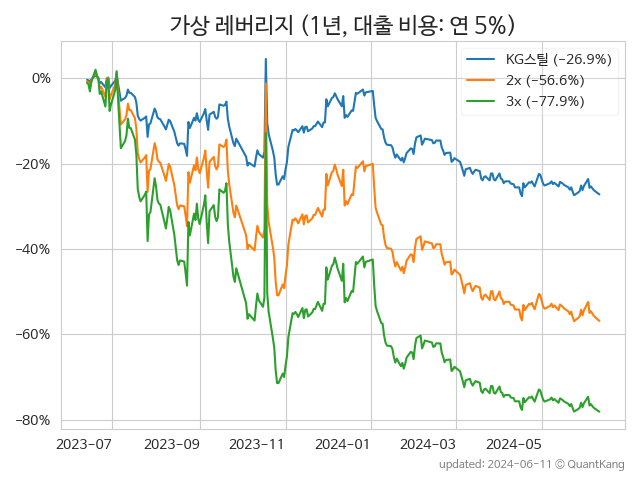 가상 레버리지 (1년, 대출 비용: 연 5%)
KG스틸 (−26.9%)
2x (−56.6%)
3x (−77.9%)
0%
−20%
−40%
−60%
−80%
2023-07 2023-09 2023-11 2024-01 2024-03 2024-05
updated: 2024-06-11 © QuantKang